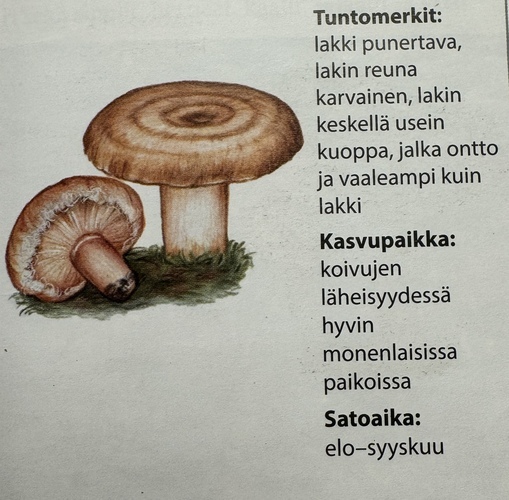 Tuntomerkit:
lakki punertava,
lakin reuna
karvainen, lakin
keskellä usein
kuoppa, jalka ontto
ja vaaleampi kuin
lakki
Kasvupaikka:
koivujen
läheisyydessä
hyvin
monenlaisissa
paikoissa
Satoaika:
elo–syyskuu